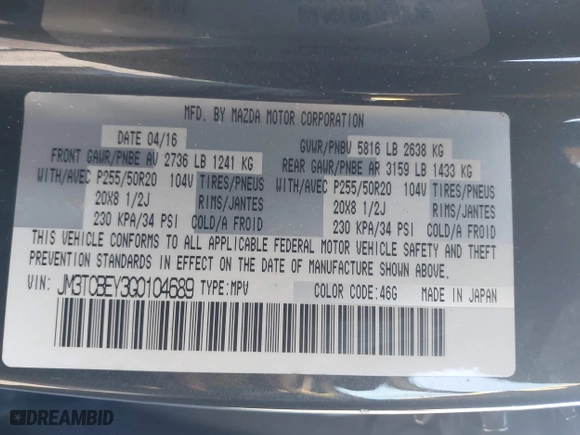 MFD. BY MAZDA MOTOR CORPORATION
DATE 04/16 GVWR/PNBV 5816 LB 2638 KG
FRONT GAWR/PNBE AV 2736 LB 1241 KG REAR GAWR/PNBE AR 3159 LB 1433 KG
WITH/AVEC P255/50R20 104V TIRES/PNEUS WITH/AVEC P255/50R20 104V TIRES/PNEUS
20X8 1/2J RIMS/JANTES 20X8 1/2J RIMS/JANTES
230 KPA/34 PSI COLD/A FROID 230 KPA/34 PSI COLD/A FROID
THIS VEHICLE CONFORMS TO ALL APPLICABLE FEDERAL MOTOR VEHICLE SAFETY AND THEFT
PREVENTION STANDARDS IN EFFECT ON THE DATE OF MANUFACTURE SHOWN ABOVE.
VIN: JM3TCBEY3G0104689 TYPE:MPV COLOR CODE:46G MADE IN JAPAN
DREAMBID